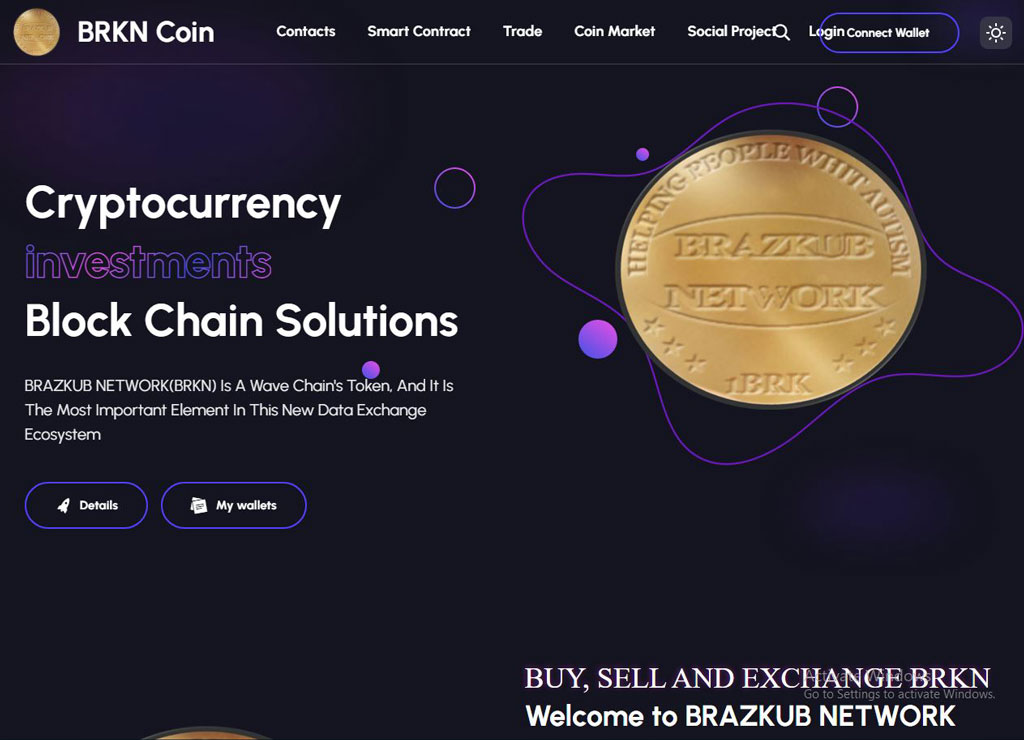 BRKN Coin
Contacts
Smart Contract
Trade
Coin Market
Social Project
Login
Connect Wallet
Cryptocurrency
investments
Block Chain Solutions
BRAZKUB NETWORK(BRKN) Is A Wave Chain's Token, And It Is
The Most Important Element In This New Data Exchange
Ecosystem
Details
My wallets
HELPING PEOPLE WHIT AUTISM
BRAZKUB
NETWORK
1BRK
BUY, SELL AND EXCHANGE BRKN
Activate Windows
Go to Settings to activate Windows.
Welcome to BRAZKUB NETWORK